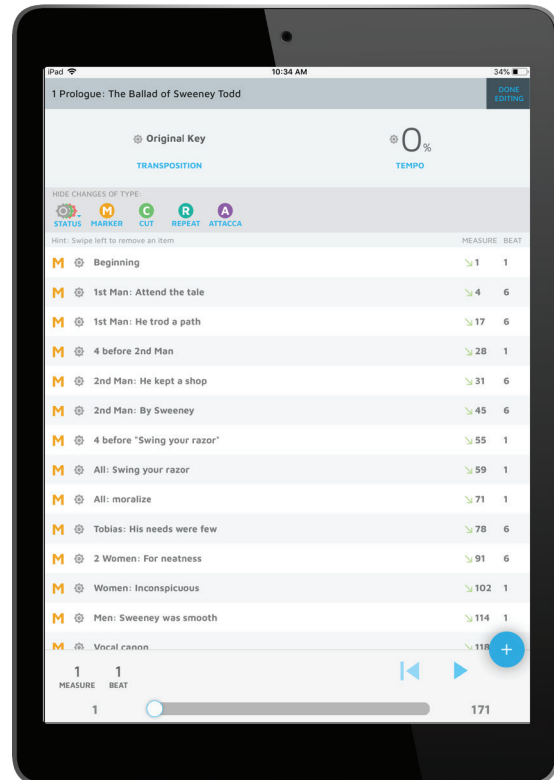 iPad 10:34 AM 34%
1 Prologue: The Ballad of Sweeney Todd DONE EDITING
Original Key 0%
TRANSPOSITION TEMPO
HIDE CHANGES OF TYPE:
M C R A
STATUS MARKER CUT REPEAT ATTACCA
Hint: Swipe left to remove an item MEASURE BEAT
M Beginning 1 1
M 1st Man: Attend the tale 4 6
M 1st Man: He trod a path 17 6
M 4 before 2nd Man 28 1
M 2nd Man: He kept a shop 31 6
M 2nd Man: By Sweeney 45 6
M 4 before "Swing your razor" 55 1
M All: Swing your razor 59 1
M All: moralize 71 1
M Tobias: His needs were few 78 6
M 2 Women: For neatness 91 6
M Women: Inconspicuous 102 1
M Men: Sweeney was smooth 114 1
M Vocal canon 118
+
1 1
MEASURE BEAT
1 171